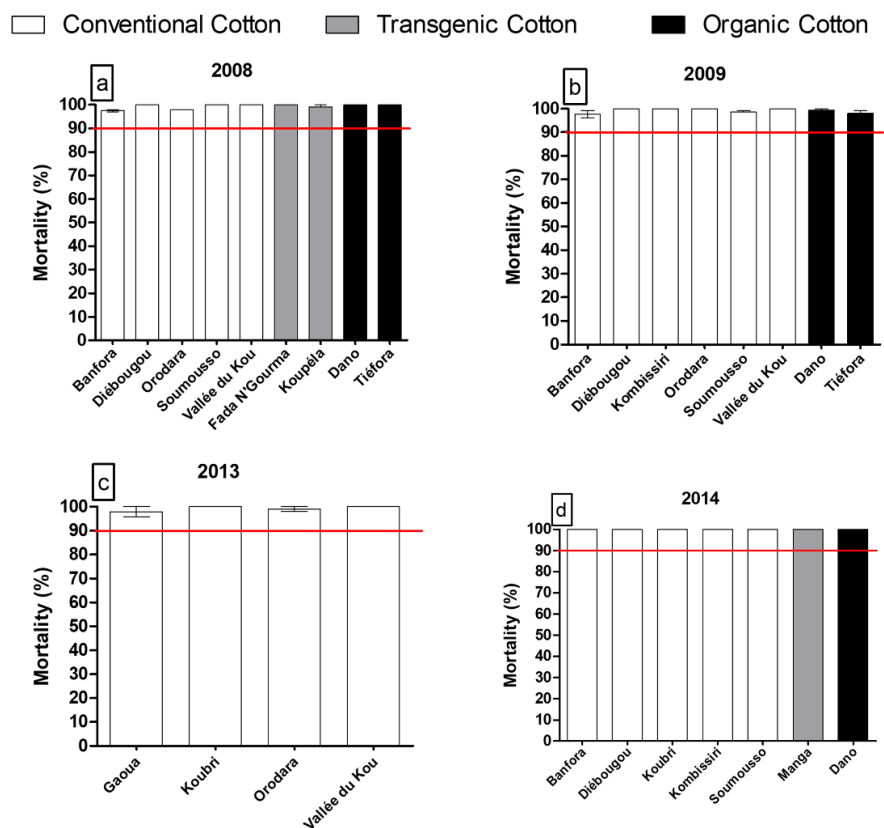 Conventional Cotton Transgenic Cotton Organic Cotton
a
2008
Mortality (%)
100
90
80
70
60
50
40
30
20
10
0
Banfora
Diébougou
Orodara
Soumousso
Vallée du Kou
Fada N'Gourma
Koupéla
Dano
Tiéfora
b
2009
Mortality (%)
100
90
80
70
60
50
40
30
20
10
0
Banfora
Diébougou
Kombissiri
Orodara
Soumousso
Vallée du Kou
Dano
Tiéfora
c
2013
Mortality (%)
100
90
80
70
60
50
40
30
20
10
0
Gaoua
Koubri
Orodara
Vallée du Kou
d
2014
Mortality (%)
100
90
80
70
60
50
40
30
20
10
0
Banfora
Diébougou
Koubri
Kombissiri
Soumousso
Manga
Dano